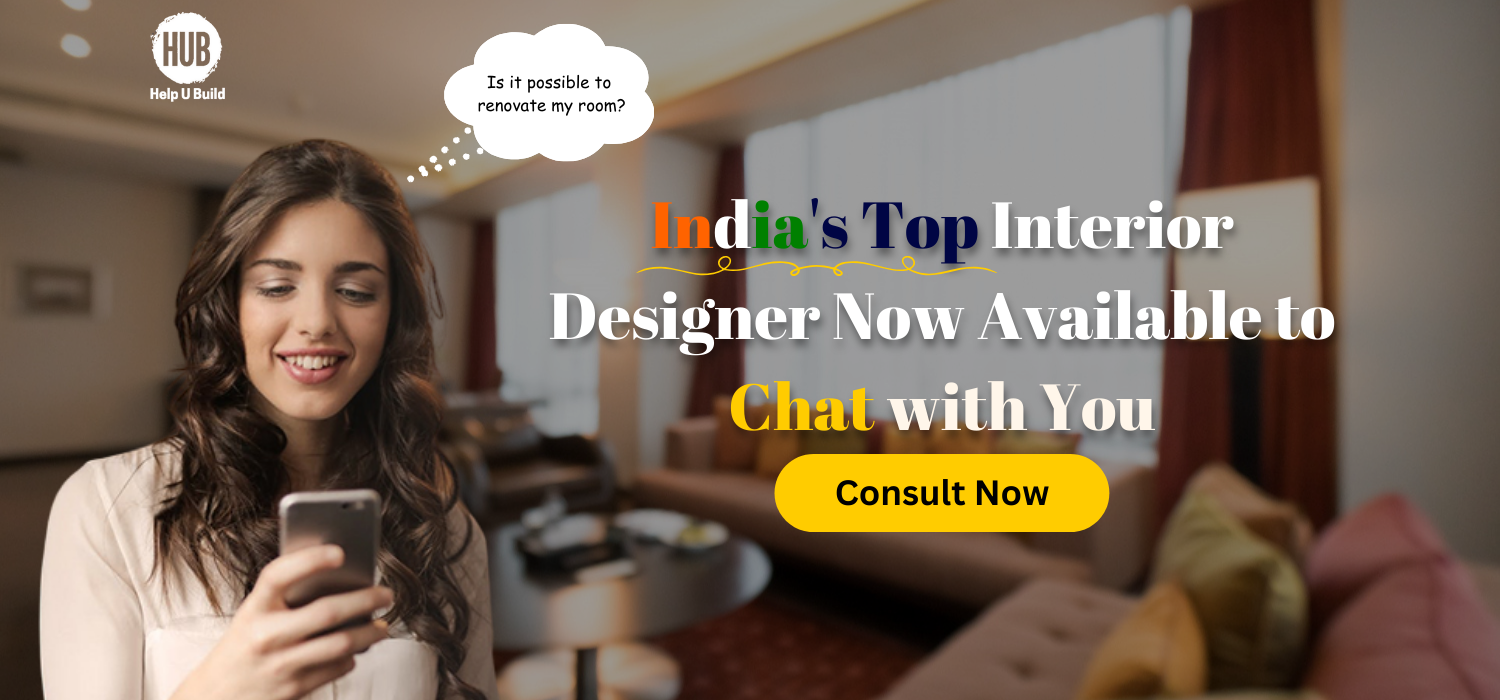 HUB
Help U Build
Is it possible to
renovate my room?
India's Top Interior
Designer Now Available to
Chat with You
Consult Now